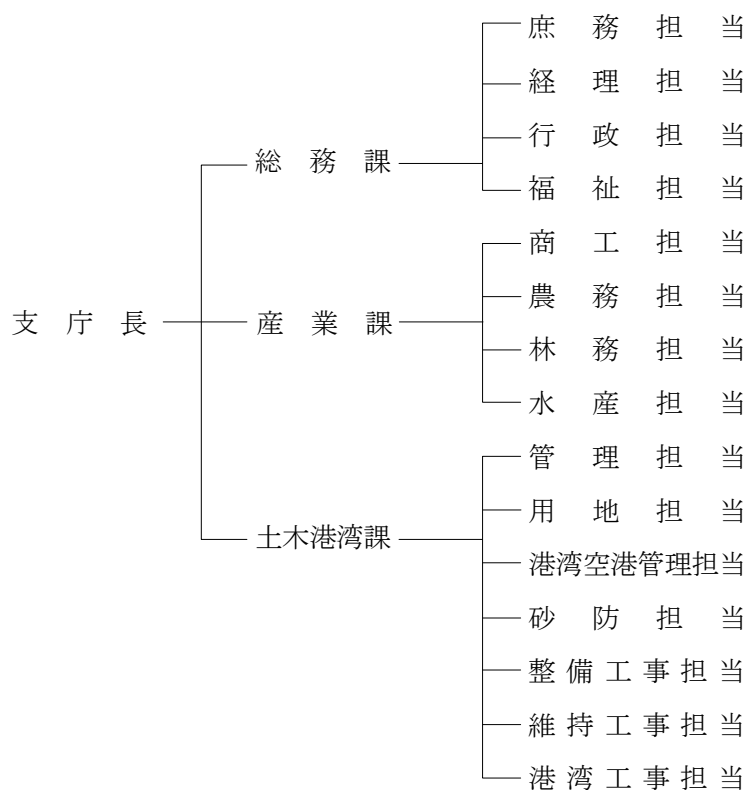 支庁長
総務課
庶務担当
経理担当
行政担当
福祉担当
産業課
商工担当
農務担当
林務担当
水産担当
土木港湾課
管理担当
用地担当
港湾空港管理担当
砂防担当
整備工事担当
維持工事担当
港湾工事担当